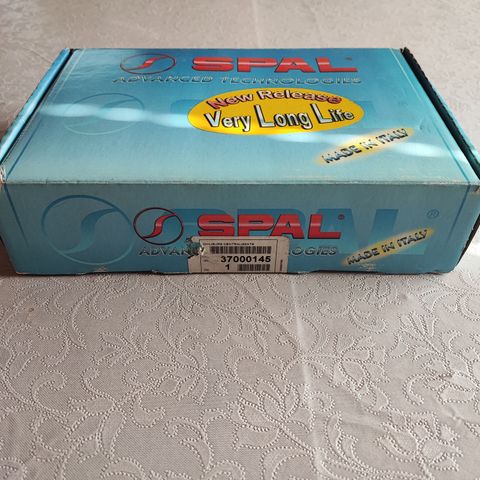 SPAL®
ADVANCED TECHNOLOGIES
New Release
Very Long Life
MADE IN ITALY
SPAL®
MADE IN ITALY
37000145
1